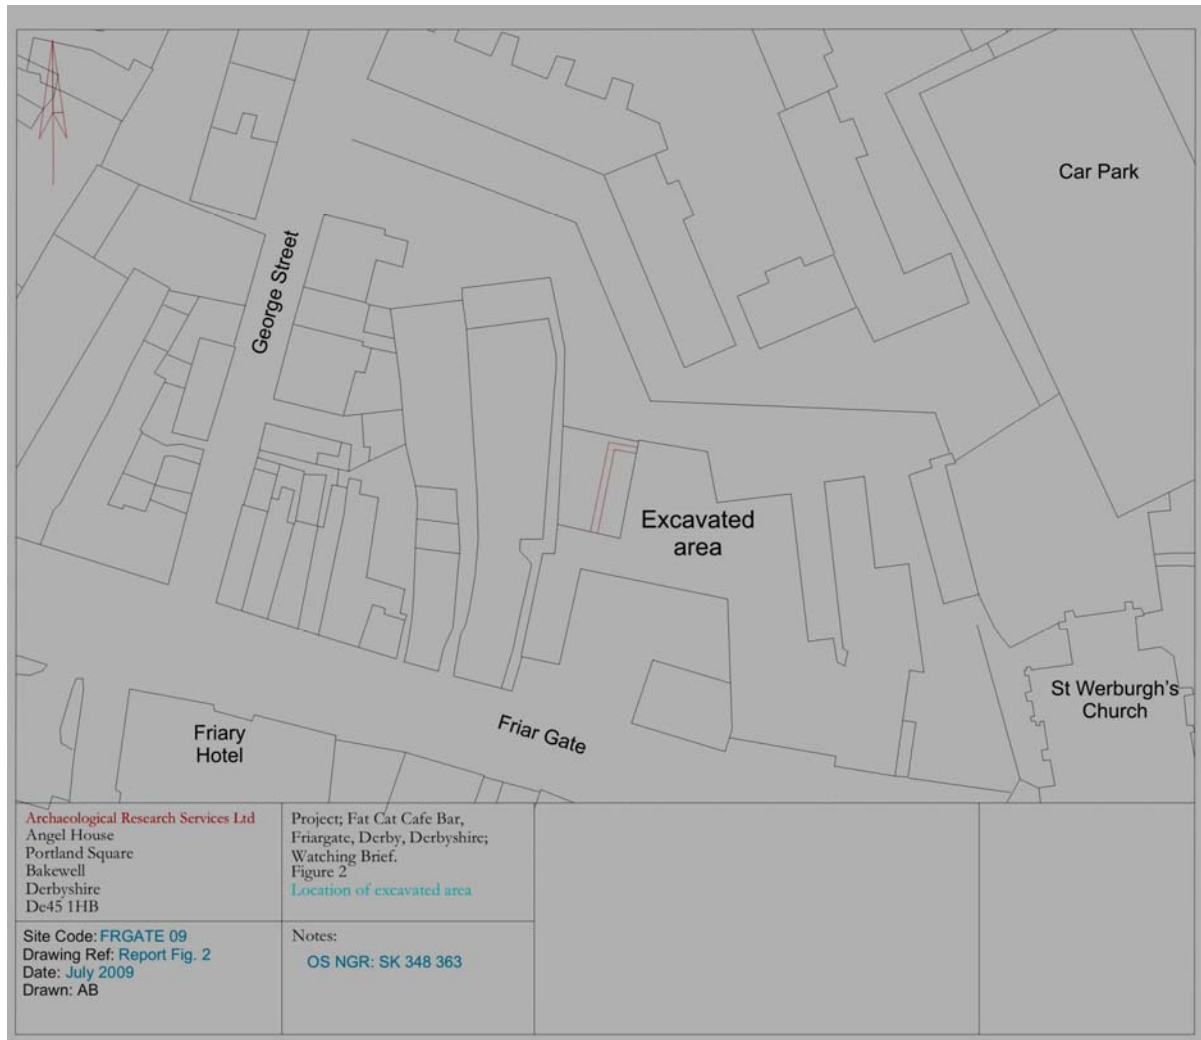 Car Park
George Street
Excavated
area
St Werburgh's
Church
Friar Gate
Friary
Hotel
Archaeological Research Services Ltd
Angel House
Portland Square
Bakewell
Derbyshire
De45 1HB
Project; Fat Cat Cafe Bar,
Friargate, Derby, Derbyshire;
Watching Brief.
Figure 2
Location of excavated area
Site Code: FRGATE 09
Drawing Ref: Report Fig. 2
Date: July 2009
Drawn: AB
Notes:
OS NGR: SK 348 363